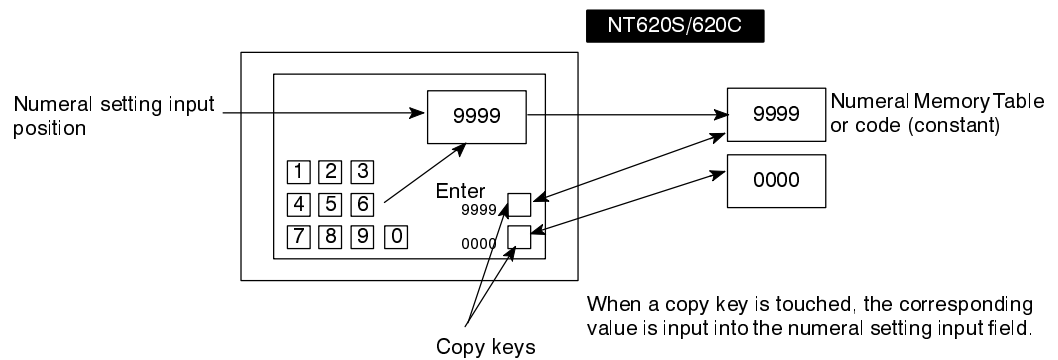 NT620S/620C
Numeral setting input
position
9999
9999
Numeral Memory Table
or code (constant)
0000
1 2 3
4 5 6
7 8 9 0
Enter
9999
0000
When a copy key is touched, the corresponding
value is input into the numeral setting input field.
Copy keys